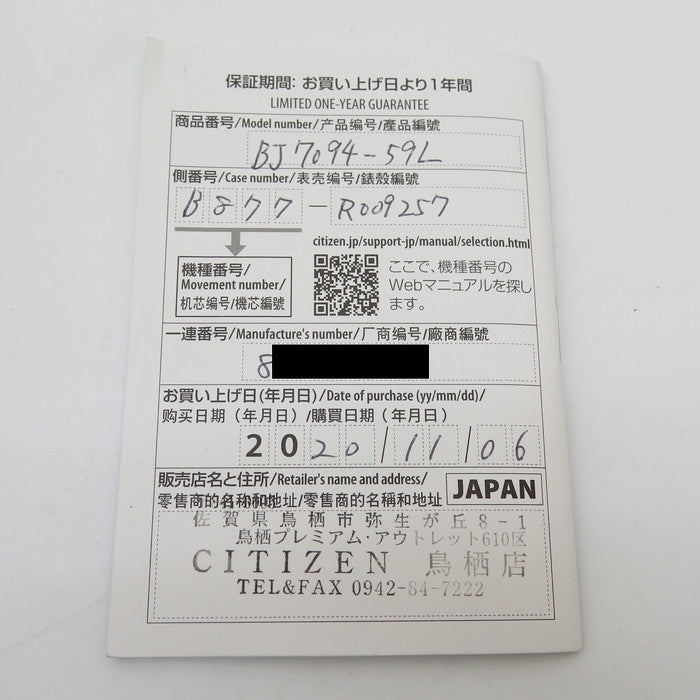 保証期間: お買い上げ日より1年間
LIMITED ONE-YEAR GUARANTEE
商品番号/Model number/产品编号/產品編號
BJ7094-59L
側番号/Case number/表壳编号/錶殼編號
B877-R009257
citizen.jp/support-jp/manual/selection.html
機種番号/
Movement number/
机芯编号/機芯編號
ここで、機種番号の
Webマニュアルを探し
ます。
一連番号/Manufacture's number/厂商编号/廠商編號
8
お買い上げ日(年月日)/Date of purchase (yy/mm/dd)/
购买日期（年月日）/購買日期（年月日）
2020/11/06
販売店名と住所/Retailer's name and address/
零售商的名称和地址/零售商的名稱和地址
JAPAN
佐賀県鳥栖市弥生が丘8-1
鳥栖プレミアム・アウトレット610区
CITIZEN 鳥栖店
TEL&FAX 0942-84-7222